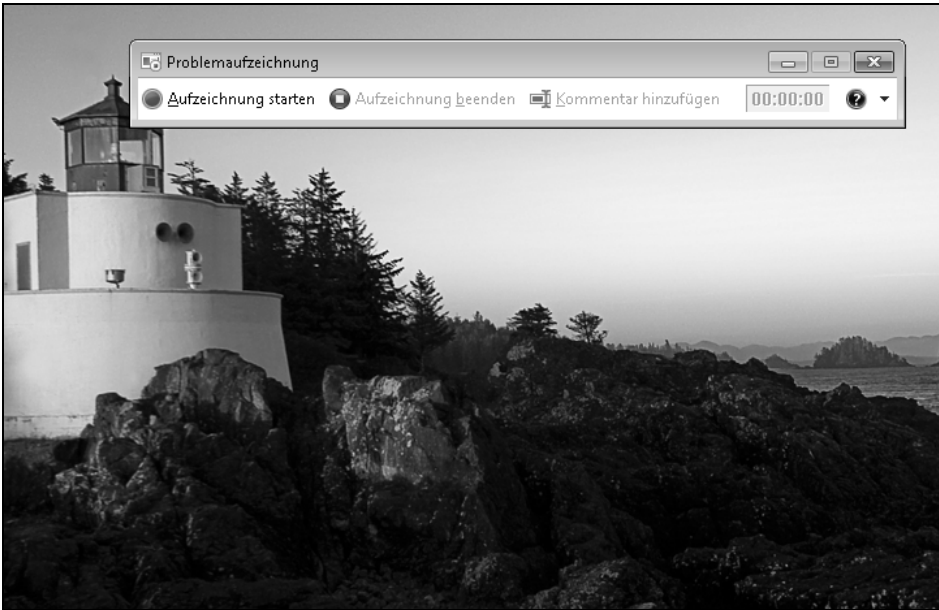 Problemaufzeichnung
Aufzeichnung starten Aufzeichnung beenden Kommentar hinzufügen 00:00:00